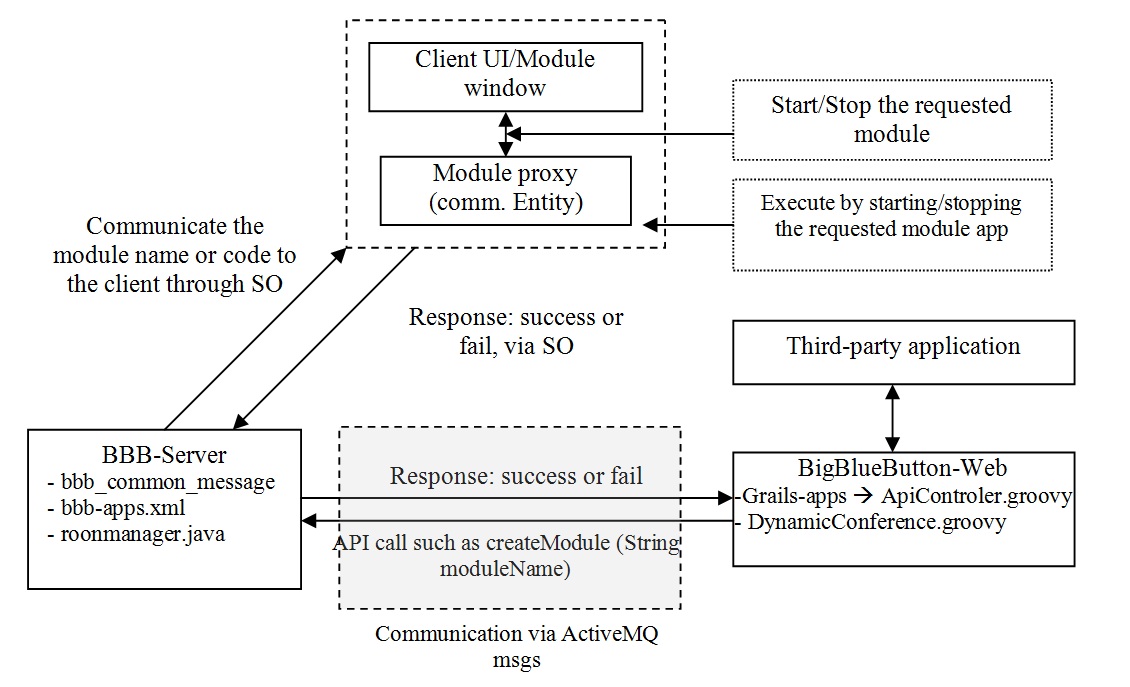 Client UI/Module
window
Start/Stop the requested
module
Module proxy
(comm. Entity)
Execute by starting/stopping
the requested module app
Communicate the
module name or code to
the client through SO
Response: success or
fail, via SO
Third-party application
BBB-Server
- bbb_common_message
- bbb-apps.xml
- roonmanager.java
Response: success or fail
API call such as createModule (String
moduleName)
Communication via ActiveMQ
msgs
BigBlueButton-Web
-Grails-apps → ApiControler.groovy
- DynamicConference.groovy